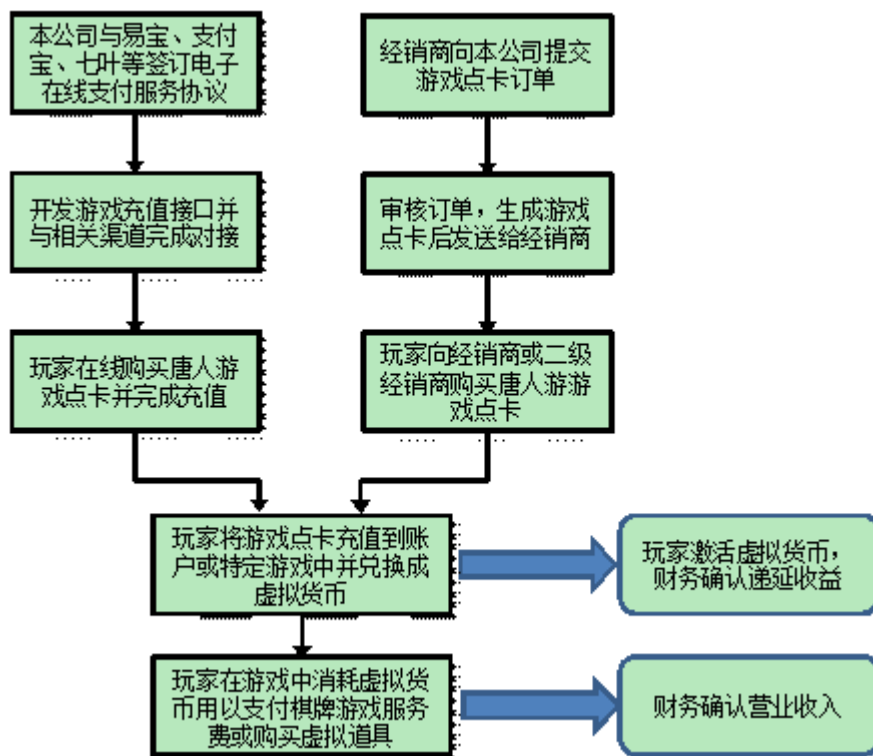 本公司与易宝、支付
宝、七叶等签订电子
在线支付服务协议
经销商向本公司提交
游戏点卡订单
开发游戏充值接口并
与相关渠道完成对接
审核订单，生成游戏
点卡后发送给经销商
玩家在线购买唐人游
戏点卡并完成充值
玩家向经销商或二级
经销商购买唐人游游
戏点卡
玩家将游戏点卡充值到账
户或特定游戏中并兑换成
虚拟货币
玩家激活虚拟货币，
财务确认递延收益
玩家在游戏中消耗虚拟货
币用以支付棋牌游戏服务
费或购买虚拟道具
财务确认营业收入